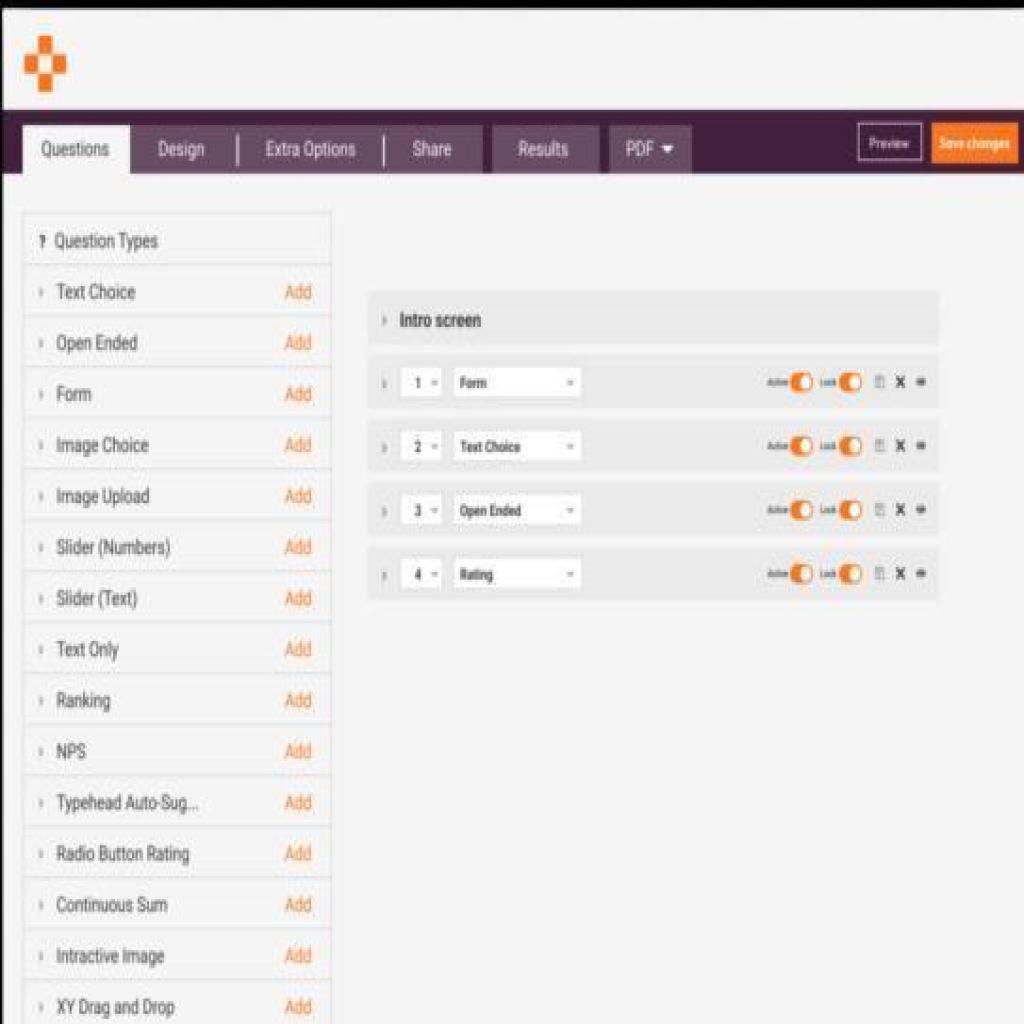 Questions Design Extra Options Share Results PDF Preview Save changes
? Question Types
Text Choice Add
Open Ended Add
Form Add
Image Choice Add
Image Upload Add
Slider (Numbers) Add
Slider (Text) Add
Text Only Add
Ranking Add
NPS Add
Typehead Auto-Sug... Add
Radio Button Rating Add
Continuous Sum Add
Intractive Image Add
XY Drag and Drop Add
Intro screen
1 Form Active Lock X
2 Text Choice Active Lock X
3 Open Ended Active Lock X
4 Rating Active Lock X